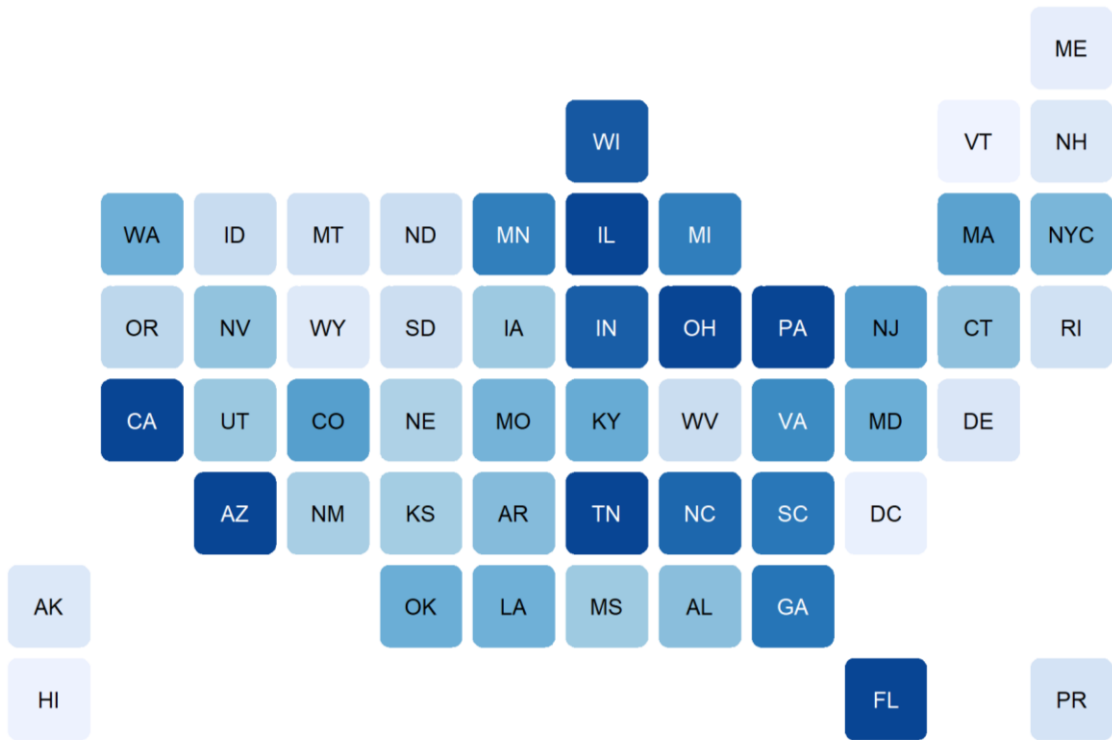 ME
WI VT NH
WA ID MT ND MN IL MI MA NYC
OR NV WY SD IA IN OH PA NJ CT RI
CA UT CO NE MO KY WV VA MD DE
AZ NM KS AR TN NC SC DC
AK OK LA MS AL GA
HI FL PR